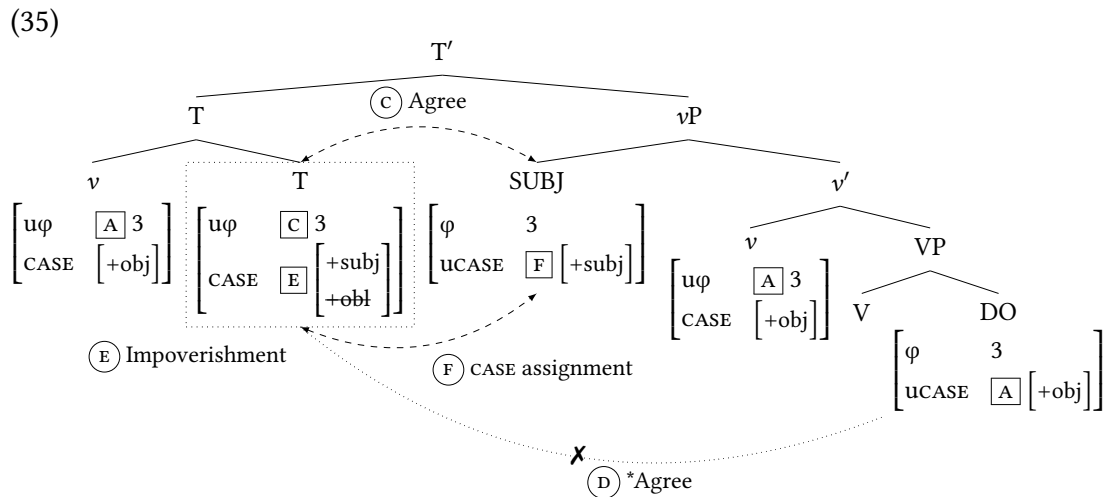 (35)
T′
Ⓒ Agree
T vP
v T SUBJ v′
[uφ [A] 3] [uφ [C] 3] [φ 3]
[CASE [+obj]] [CASE [E] [+subj] [+obl]] [uCASE [F] [+subj]]
v VP
[uφ [A] 3]
[CASE [+obj]]
V DO
Ⓔ Impoverishment
Ⓕ CASE assignment
[φ 3]
[uCASE [A] [+obj]]
✗
Ⓓ *Agree